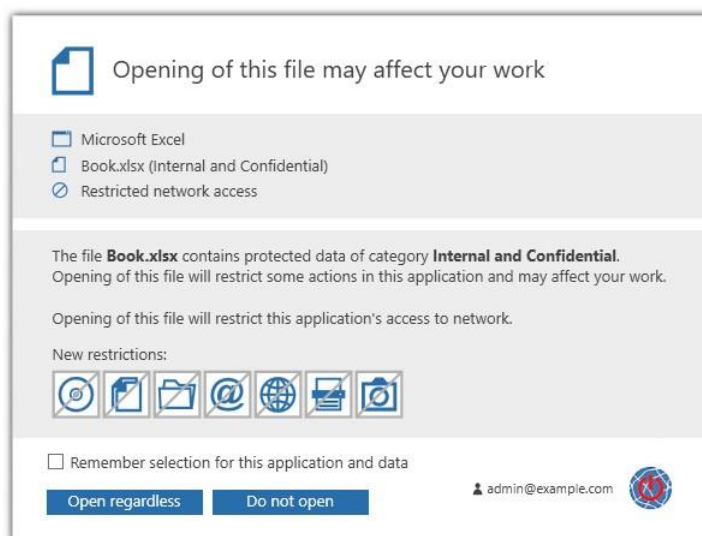 Opening of this file may affect your work
Microsoft Excel
Book.xlsx (Internal and Confidential)
Restricted network access
The file Book.xlsx contains protected data of category Internal and Confidential.
Opening of this file will restrict some actions in this application and may affect your work.
Opening of this file will restrict this application's access to network.
New restrictions:
@
Remember selection for this application and data
Open regardless
Do not open
admin@example.com